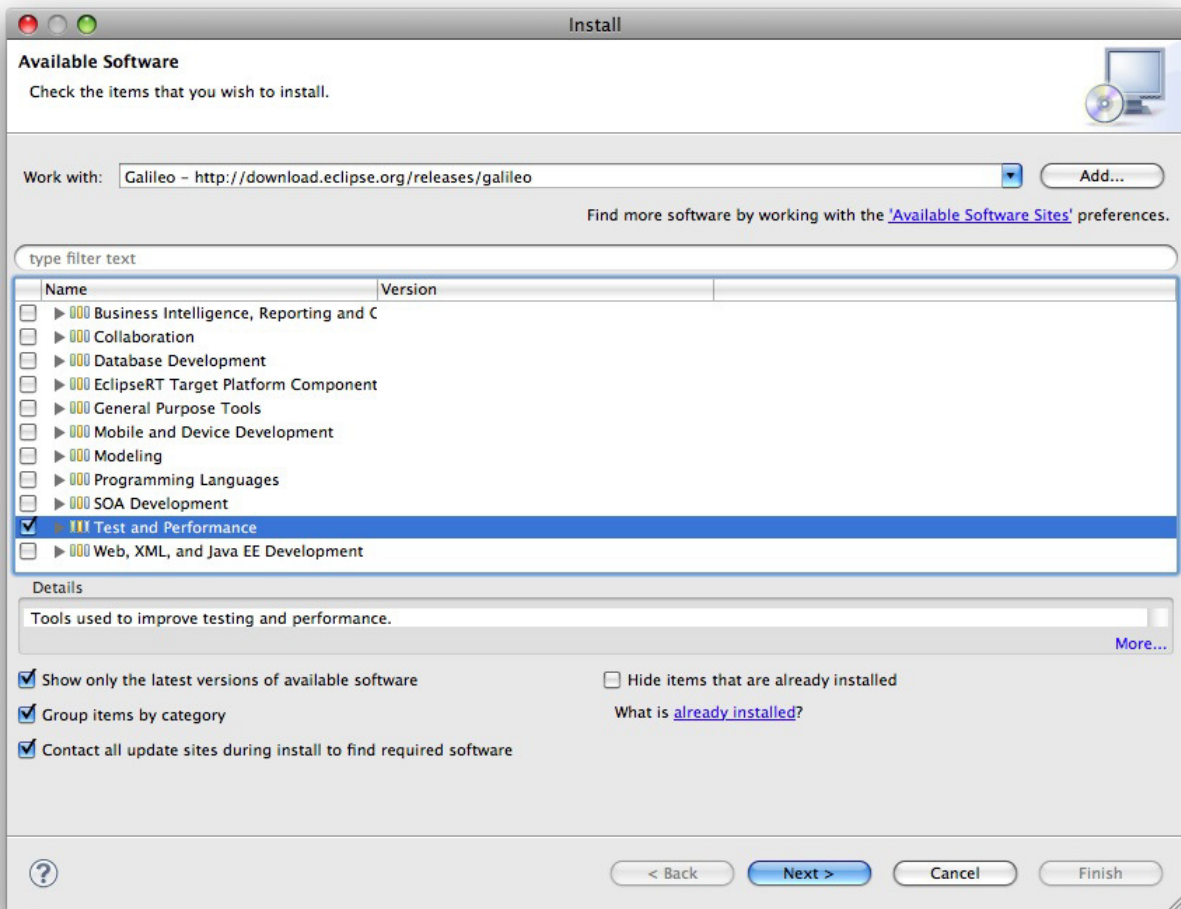 Install
Available Software
Check the items that you wish to install.
Work with: Galileo - http://download.eclipse.org/releases/galileo Add...
Find more software by working with the 'Available Software Sites' preferences.
type filter text
Name Version
Business Intelligence, Reporting and C
Collaboration
Database Development
EclipseRT Target Platform Component
General Purpose Tools
Mobile and Device Development
Modeling
Programming Languages
SOA Development
Test and Performance
Web, XML, and Java EE Development
Details
Tools used to improve testing and performance.
More...
Show only the latest versions of available software Hide items that are already installed
Group items by category What is already installed?
Contact all update sites during install to find required software
? < Back Next > Cancel Finish